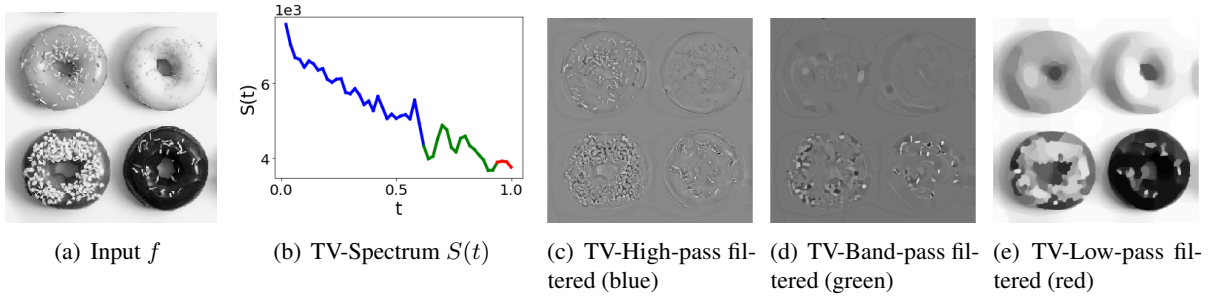 1e3
6
4
S(t)
0.0
0.5
1.0
t
(a) Input f
(b) TV-Spectrum S(t)
(c) TV-High-pass fil-
tered (blue)
(d) TV-Band-pass fil-
tered (green)
(e) TV-Low-pass fil-
tered (red)